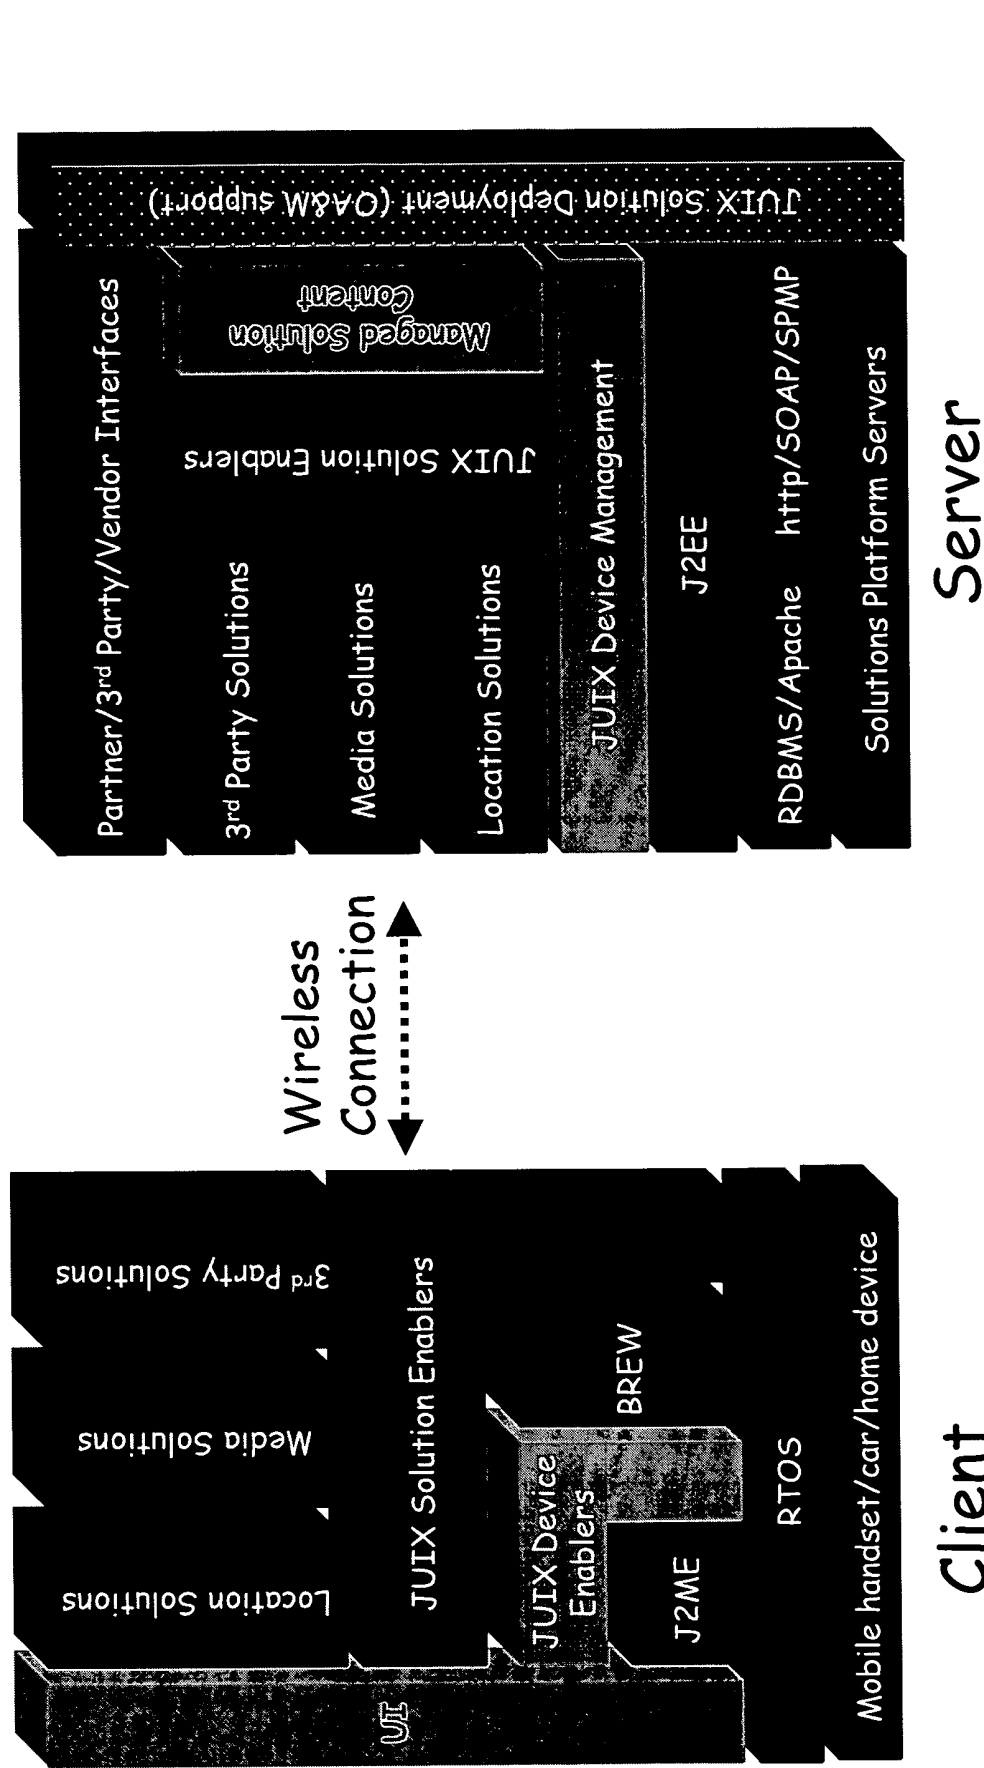 UI
Location Solutions
Media Solutions
3rd Party Solutions
JUIX Solution Enablers
JUIX Device
Enablers
J2ME
BREW
RTOS
Mobile handset/car/home device
Client
Wireless
Connection
Partner/3rd Party/Vendor Interfaces
3rd Party Solutions
Media Solutions
Location Solutions
JUIX Solution Enablers
Managed Solution
Content
JUIX Device Management
J2EE
RDBMS/Apache http/SOAP/SPMP
Solutions Platform Servers
JUIX Solution Deployment (OA&M support)
Server